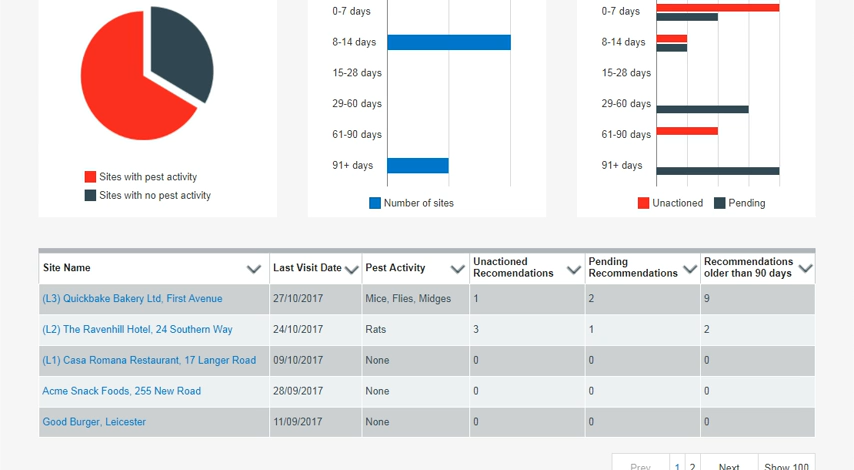 0-7 days
8-14 days
15-28 days
29-60 days
61-90 days
91+ days
Sites with pest activity
Sites with no pest activity
Number of sites
0-7 days
8-14 days
15-28 days
29-60 days
61-90 days
91+ days
Unactioned Pending
Site Name Last Visit Date Pest Activity Unactioned Recomendations Pending Recommendations Recommendations older than 90 days
(L3) Quickbake Bakery Ltd, First Avenue 27/10/2017 Mice, Flies, Midges 1 2 9
(L2) The Ravenhill Hotel, 24 Southern Way 24/10/2017 Rats 3 1 2
(L1) Casa Romana Restaurant, 17 Langer Road 09/10/2017 None 0 0 0
Acme Snack Foods, 255 New Road 28/09/2017 None 0 0 0
Good Burger, Leicester 11/09/2017 None 0 0 0
Prev 1 2 Next Show 100